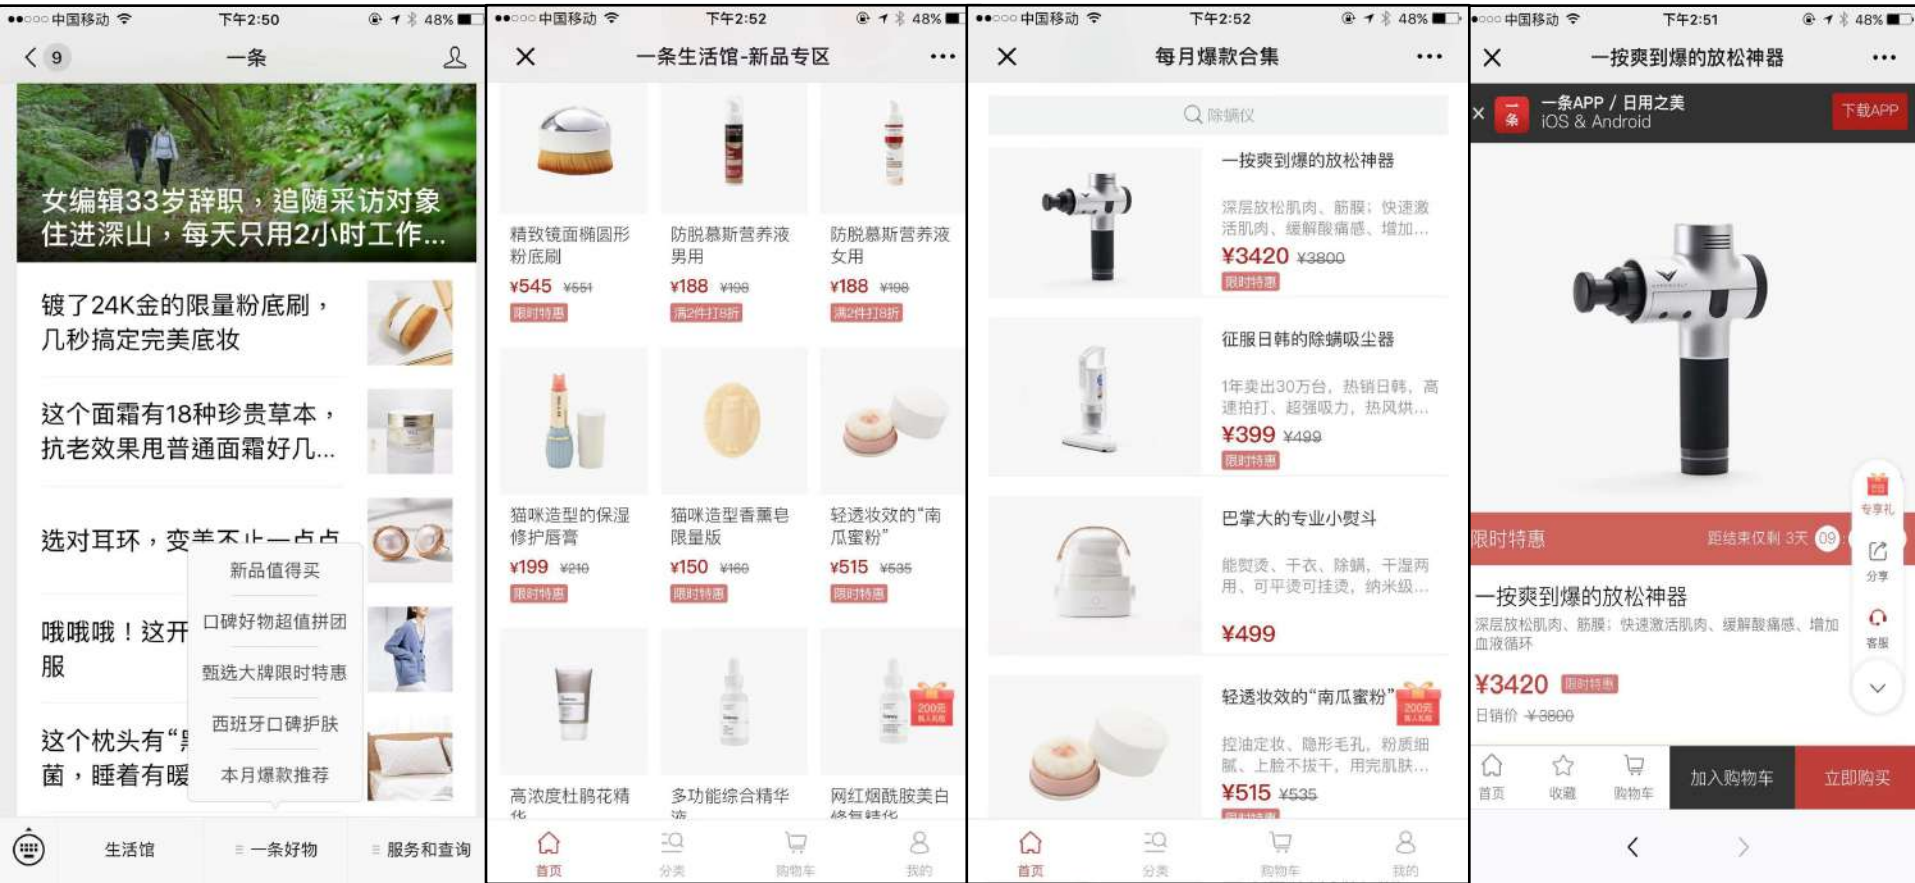 中国移动
下午2:50
48%
9
一条
女编辑33岁辞职，追随采访对象
住进深山，每天只用2小时工作...
镀了24K金的限量粉底刷，
几秒搞定完美底妆
这个面霜有18种珍贵草本，
抗老效果甩普通面霜好几...
选对耳环，变美不止一点点
哦哦哦！这开
服
这个枕头有“
菌，睡着有暖
新品值得买
口碑好物超值拼团
甄选大牌限时特惠
西班牙口碑护肤
本月爆款推荐
生活馆
一条好物
服务和查询
中国移动
下午2:52
48%
一条生活馆-新品专区
精致镜面椭圆形
粉底刷
¥545 ¥551
限时特惠
防脱慕斯营养液
男用
¥188 ¥198
满2件打8折
防脱慕斯营养液
女用
¥188 ¥198
满2件打8折
猫咪造型的保湿
修护唇膏
¥199 ¥210
限时特惠
猫咪造型香薰皂
限量版
¥150 ¥160
限时特惠
轻透妆效的“南
瓜蜜粉”
¥515 ¥535
限时特惠
高浓度杜鹃花精
华
多功能综合精华
液
网红烟酰胺美白
修复精华
200元
新人礼包
首页
分类
购物车
我的
中国移动
下午2:52
48%
每月爆款合集
除螨仪
一按爽到爆的放松神器
深层放松肌肉、筋膜；快速激
活肌肉、缓解酸痛感、增加...
¥3420 ¥3800
限时特惠
征服日韩的除螨吸尘器
1年卖出30万台，热销日韩，高
速拍打、超强吸力，热风烘...
¥399 ¥499
限时特惠
巴掌大的专业小熨斗
能熨烫、干衣、除螨，干湿两
用、可平烫可挂烫，纳米级...
¥499
轻透妆效的“南瓜蜜粉”
控油定妆、隐形毛孔，粉质细
腻、上脸不拔干，用完肌肤...
¥515 ¥535
限时特惠
200元
新人礼包
首页
分类
购物车
我的
中国移动
下午2:51
48%
一按爽到爆的放松神器
一条
一条APP / 日用之美
iOS & Android
下载APP
限时特惠
距结束仅剩 3天 09
专享礼
分享
客服
一按爽到爆的放松神器
深层放松肌肉、筋膜；快速激活肌肉、缓解酸痛感、增加
血液循环
¥3420 限时特惠
日销价 ¥3800
首页
收藏
购物车
加入购物车
立即购买